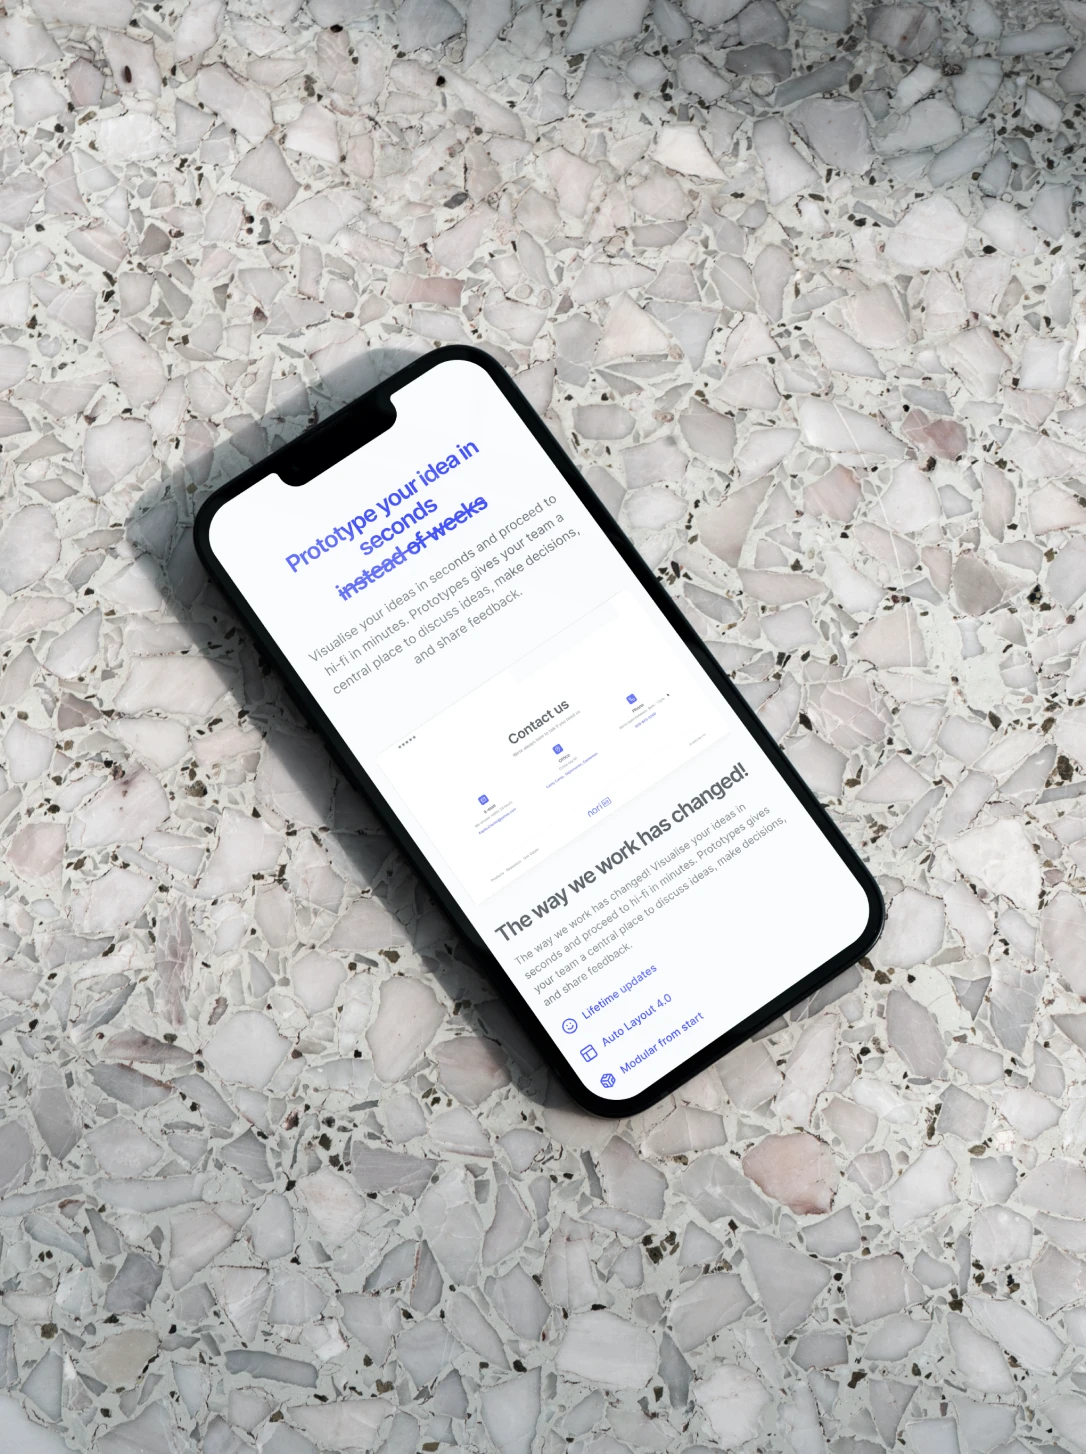 Prototype your idea in
seconds
instead of weeks
Visualise your ideas in seconds and proceed to
hi-fi in minutes. Prototypes gives your team a
central place to discuss ideas, make decisions,
and share feedback.
Contact us
Phone
Office
E-mail
nori
The way we work has changed!
The way we work has changed! Visualise your ideas in
seconds and proceed to hi-fi in minutes. Prototypes gives
your team a central place to discuss ideas, make decisions,
and share feedback.
Lifetime updates
Auto Layout 4.0
Modular from start